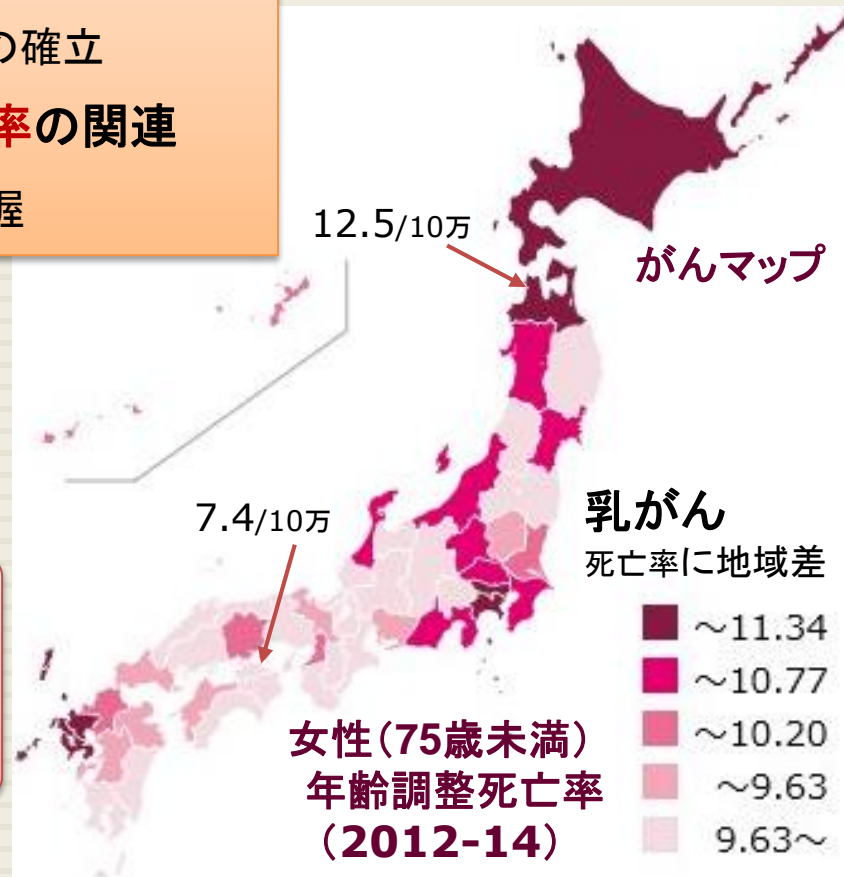 の確立
率の関連
握
12.5/10万
がんマップ
7.4/10万
乳がん
死亡率に地域差
～11.34
～10.77
～10.20
～9.63
9.63～
女性（75歳未満）
年齢調整死亡率
（2012-14）